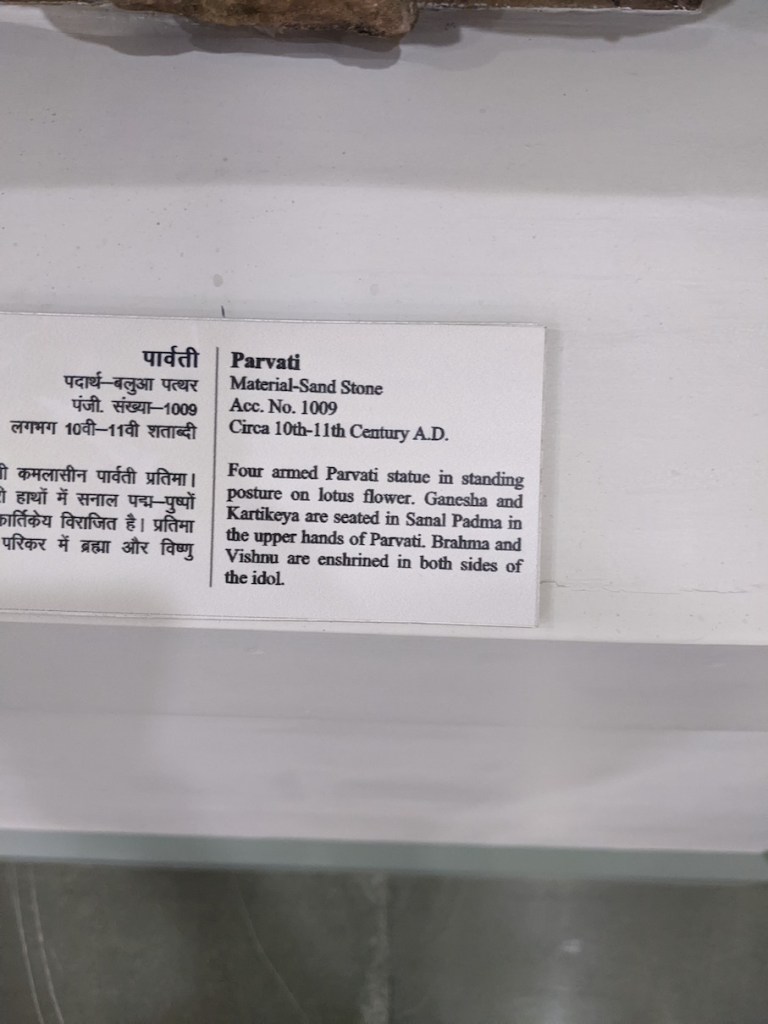 पार्वती
पदार्थ–बलुआ पत्थर
पंजी. संख्या–1009
लगभग 10वी–11वी शताब्दी
कमलासीन पार्वती प्रतिमा।
हाथों में सनाल पद्म–पुष्पों
कार्तिकेय विराजित है। प्रतिमा
परिकर में ब्रह्मा और विष्णु
Parvati
Material-Sand Stone
Acc. No. 1009
Circa 10th-11th Century A.D.
Four armed Parvati statue in standing
posture on lotus flower. Ganesha and
Kartikeya are seated in Sanal Padma in
the upper hands of Parvati. Brahma and
Vishnu are enshrined in both sides of
the idol.